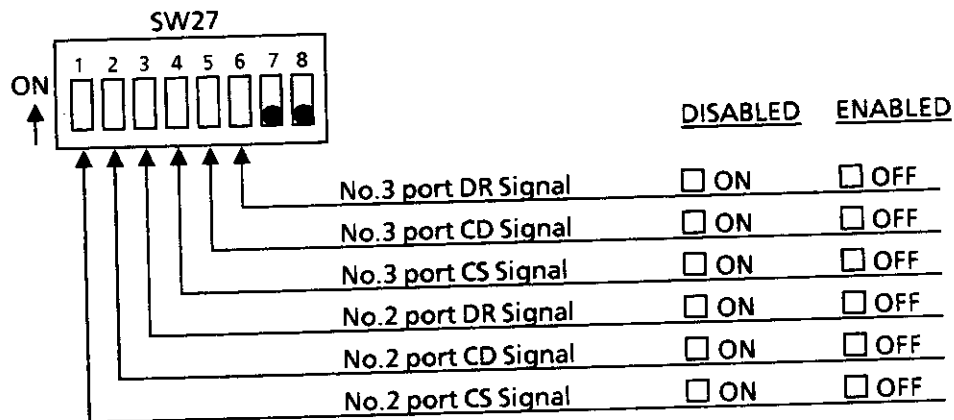 SW27
1 2 3 4 5 6 7 8
ON
DISABLED ENABLED
No.3 port DR Signal ON OFF
No.3 port CD Signal ON OFF
No.3 port CS Signal ON OFF
No.2 port DR Signal ON OFF
No.2 port CD Signal ON OFF
No.2 port CS Signal ON OFF